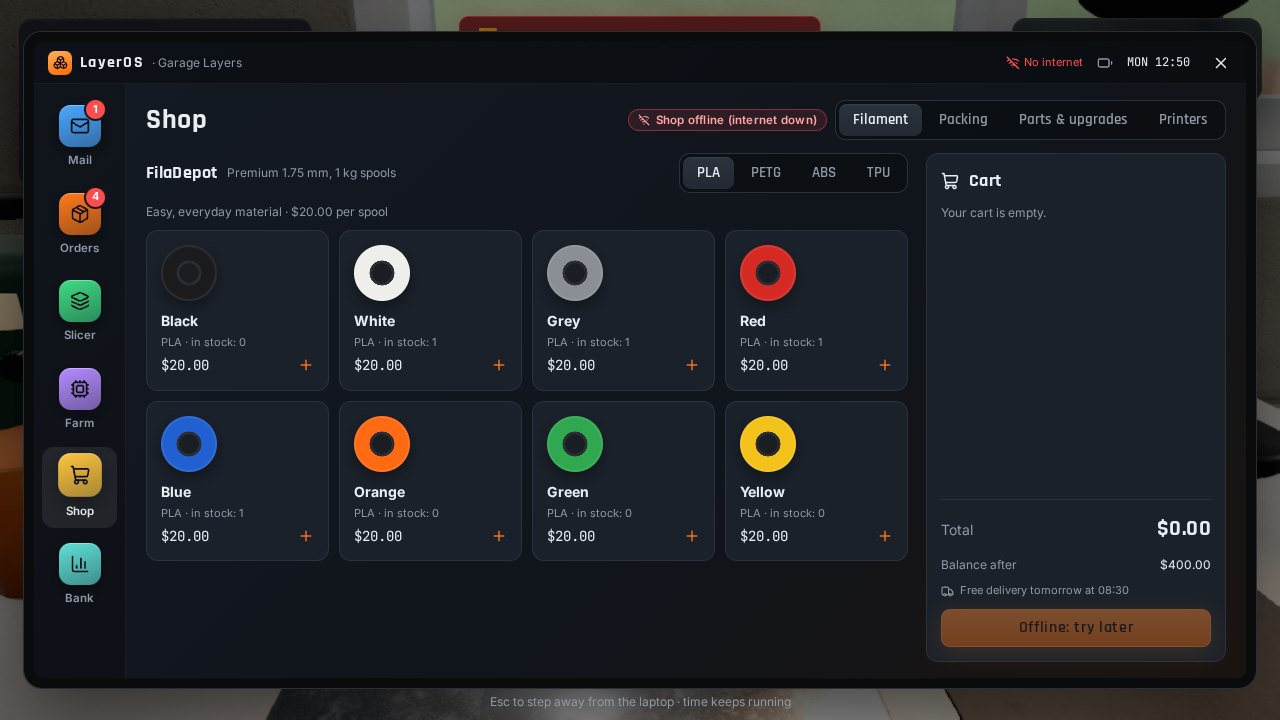 LayerOS · Garage Layers
No internet
MON 12:50
1
Mail
4
Orders
Slicer
Farm
Shop
Bank
Shop
Shop offline (internet down)
Filament
Packing
Parts & upgrades
Printers
FilaDepot
Premium 1.75 mm, 1 kg spools
PLA
PETG
ABS
TPU
Easy, everyday material · $20.00 per spool
Black
PLA · in stock: 0
$20.00
+
White
PLA · in stock: 1
$20.00
+
Grey
PLA · in stock: 1
$20.00
+
Red
PLA · in stock: 1
$20.00
+
Blue
PLA · in stock: 1
$20.00
+
Orange
PLA · in stock: 0
$20.00
+
Green
PLA · in stock: 0
$20.00
+
Yellow
PLA · in stock: 0
$20.00
+
Cart
Your cart is empty.
Total $0.00
Balance after $400.00
Free delivery tomorrow at 08:30
Offline: try later
Esc to step away from the laptop · time keeps running